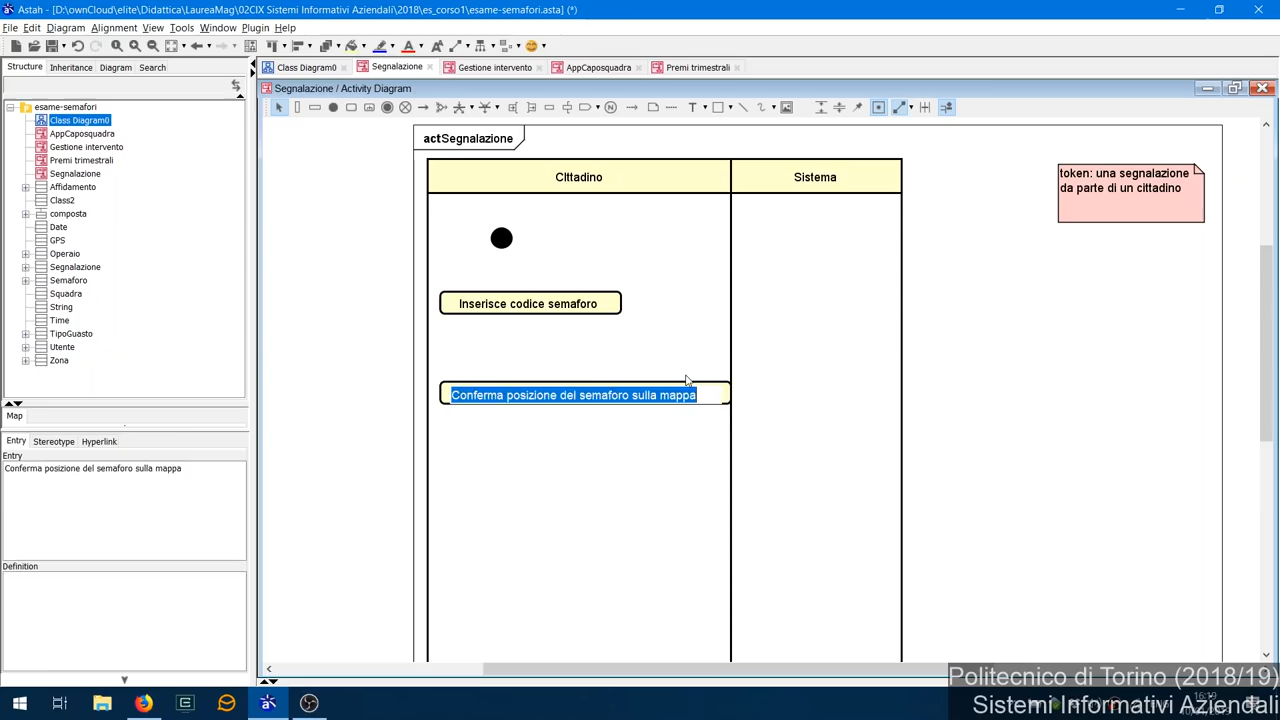 Astah - [D:\ownCloud\elite\Didattica\LaureaMag\02CIX Sistemi Informativi Aziendali\2018\es_corso1\esame-semafori.asta] (*)
File Edit Diagram Alignment View Tools Window Plugin Help
Structure Inheritance Diagram Search
Class Diagram0 Segnalazione Gestione intervento AppCaposquadra Premi trimestrali
Segnalazione / Activity Diagram
esame-semafori
Class Diagram0
AppCaposquadra
Gestione intervento
Premi trimestrali
Segnalazione
Affidamento
Class2
composta
Date
GPS
Operaio
Segnalazione
Semaforo
Squadra
String
Time
TipoGuasto
Utente
Zona
Map
Entry Stereotype Hyperlink
Entry
Conferma posizione del semaforo sulla mappa
Definition
actSegnalazione
CIttadino
Sistema
token: una segnalazione
da parte di un cittadino
Inserisce codice semaforo
Conferma posizione del semaforo sulla mappa
Politecnico di Torino (2018/19)
Sistemi Informativi Aziendali
16:19